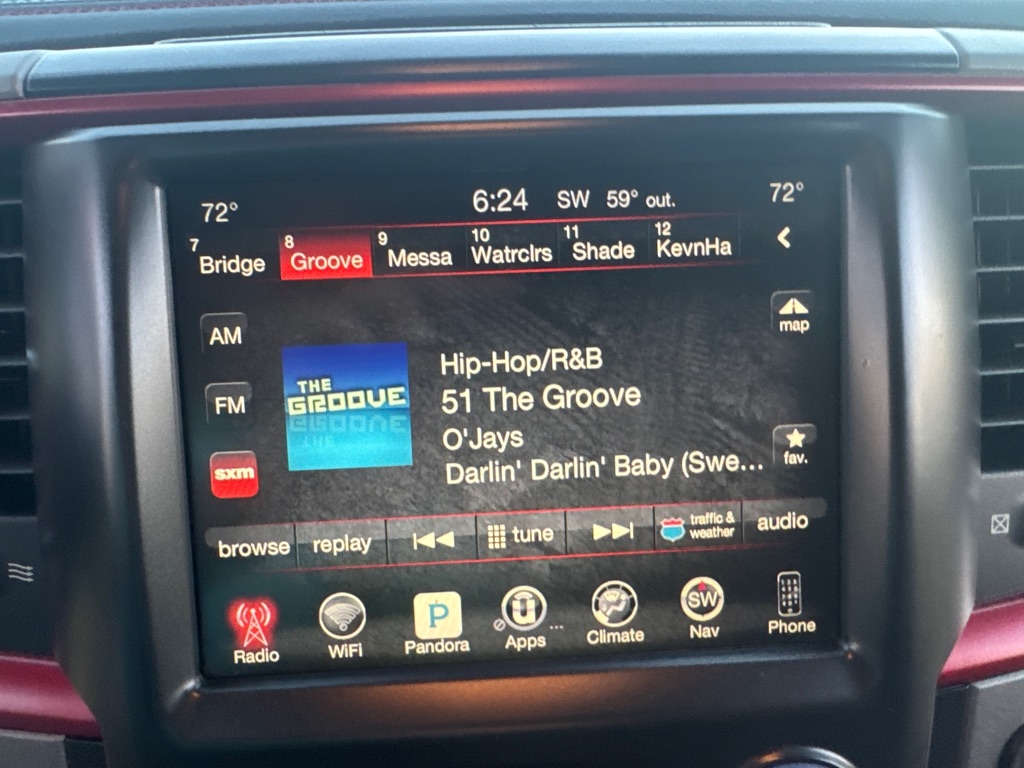 72°
6:24 SW 59° out.
72°
7 Bridge
8 Groove
9 Messa
10 Watrclrs
11 Shade
12 KevnHa
AM
FM
sxm
THE
GROOVE
Hip-Hop/R&B
51 The Groove
O'Jays
Darlin' Darlin' Baby (Swe...
map
fav.
browse
replay
tune
traffic &
weather
audio
Radio
WiFi
P
Pandora
U
Apps ...
Climate
SW
Nav
Phone